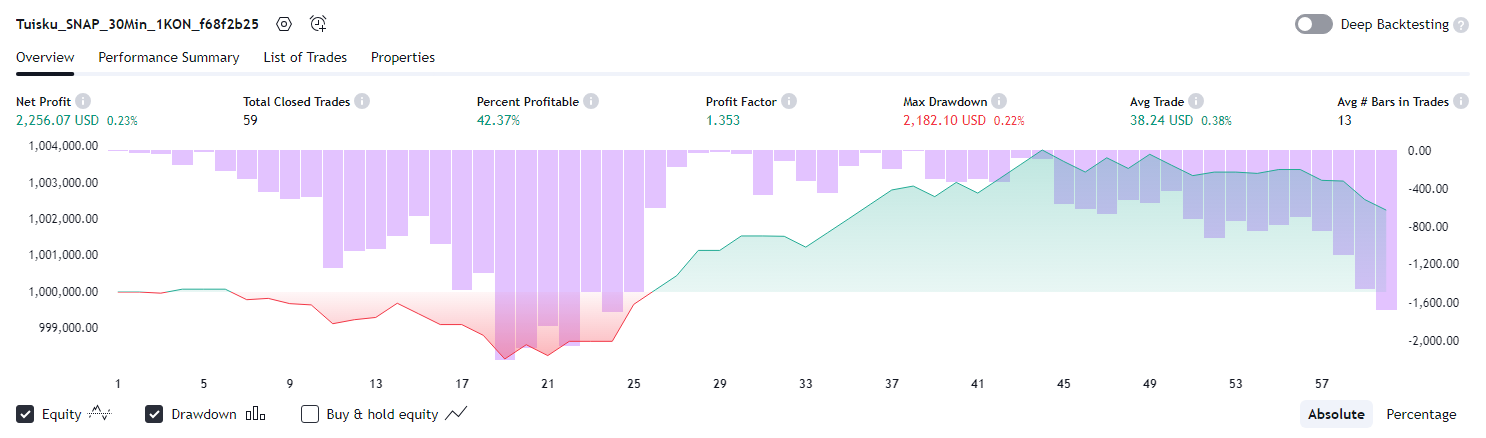 Tuisku_SNAP_30Min_1KON_f68f2b25
Deep Backtesting ?
Overview Performance Summary List of Trades Properties
Net Profit i Total Closed Trades i Percent Profitable i Profit Factor i Max Drawdown i Avg Trade i Avg # Bars in Trades i
2,256.07 USD 0.23% 59 42.37% 1.353 2,182.10 USD 0.22% 38.24 USD 0.38% 13
1,004,000.00 0.00
1,003,000.00 -400.00
1,002,000.00 -800.00
1,001,000.00 -1,200.00
1,000,000.00 -1,600.00
999,000.00 -2,000.00
1 5 9 13 17 21 25 29 33 37 41 45 49 53 57
Equity Drawdown Buy & hold equity Absolute Percentage